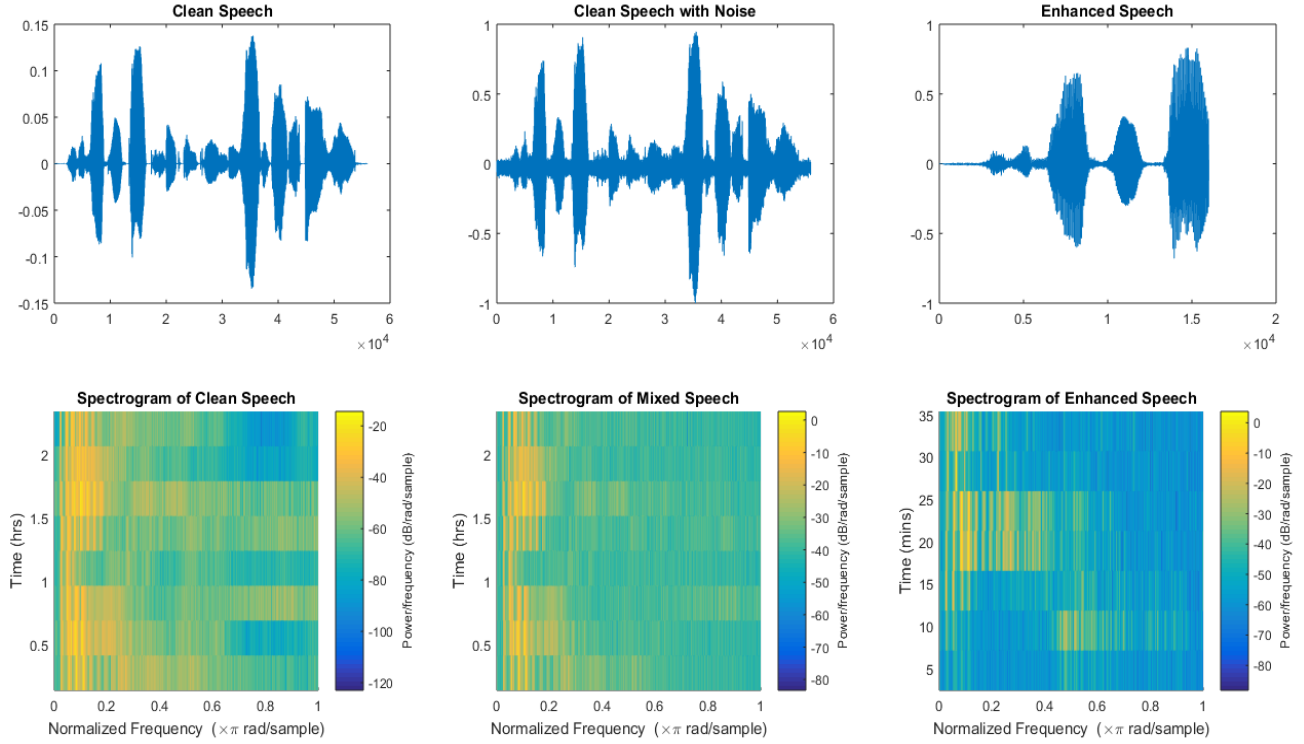 Clean Speech
0.15
0.1
0.05
0
-0.05
-0.1
-0.15
0 1 2 3 4 5 6
×10⁴
Clean Speech with Noise
1
0.5
0
-0.5
-1
0 1 2 3 4 5 6
×10⁴
Enhanced Speech
1
0.5
0
-0.5
-1
0 0.5 1 1.5 2
×10⁴
Spectrogram of Clean Speech
2
1.5
1
0.5
Time (hrs)
0 0.2 0.4 0.6 0.8 1
Normalized Frequency (×π rad/sample)
-20
-40
-60
-80
-100
-120
Power/frequency (dB/rad/sample)
Spectrogram of Mixed Speech
2
1.5
1
0.5
Time (hrs)
0 0.2 0.4 0.6 0.8 1
Normalized Frequency (×π rad/sample)
0
-10
-20
-30
-40
-50
-60
-70
-80
Power/frequency (dB/rad/sample)
Spectrogram of Enhanced Speech
35
30
25
20
15
10
5
Time (mins)
0 0.2 0.4 0.6 0.8 1
Normalized Frequency (×π rad/sample)
0
-10
-20
-30
-40
-50
-60
-70
-80
Power/frequency (dB/rad/sample)